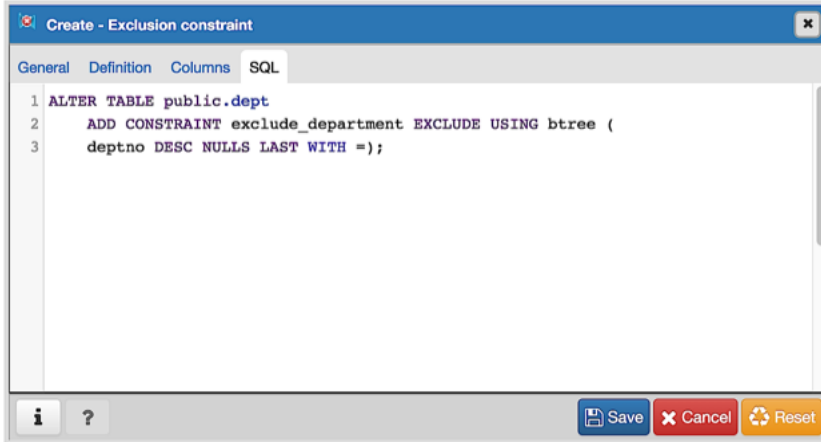 Create - Exclusion constraint
General Definition Columns SQL
1 ALTER TABLE public.dept
2 ADD CONSTRAINT exclude_department EXCLUDE USING btree (
3 deptno DESC NULLS LAST WITH =);
i ? Save Cancel Reset